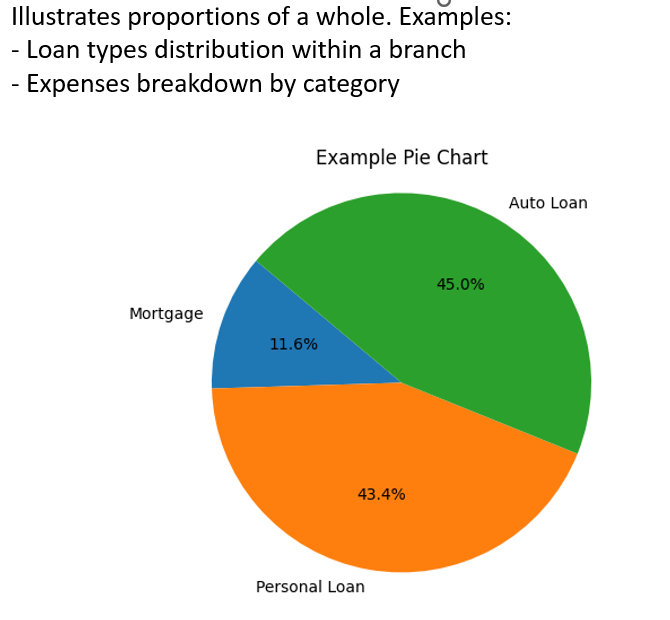 Illustrates proportions of a whole. Examples:
- Loan types distribution within a branch
- Expenses breakdown by category
Example Pie Chart
Auto Loan
45.0%
Mortgage
11.6%
43.4%
Personal Loan